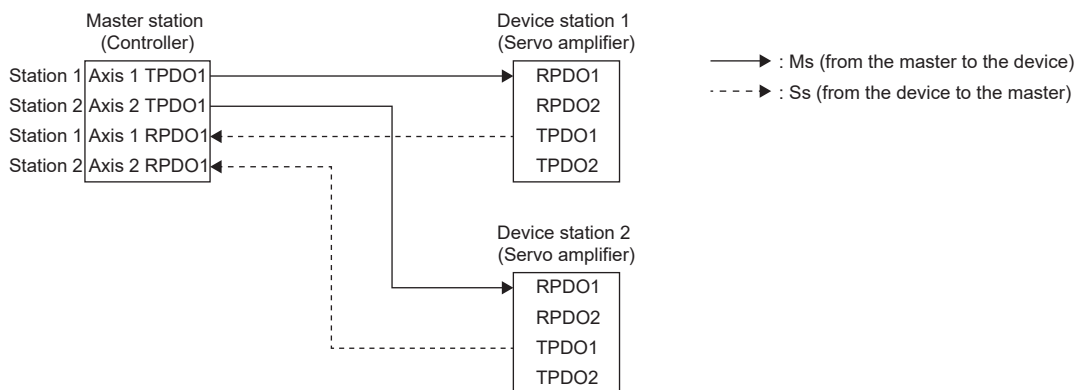 Master station
(Controller)
Station 1 Axis 1 TPDO1
Station 2 Axis 2 TPDO1
Station 1 Axis 1 RPDO1
Station 2 Axis 2 RPDO1
Device station 1
(Servo amplifier)
RPDO1
RPDO2
TPDO1
TPDO2
: Ms (from the master to the device)
: Ss (from the device to the master)
Device station 2
(Servo amplifier)
RPDO1
RPDO2
TPDO1
TPDO2